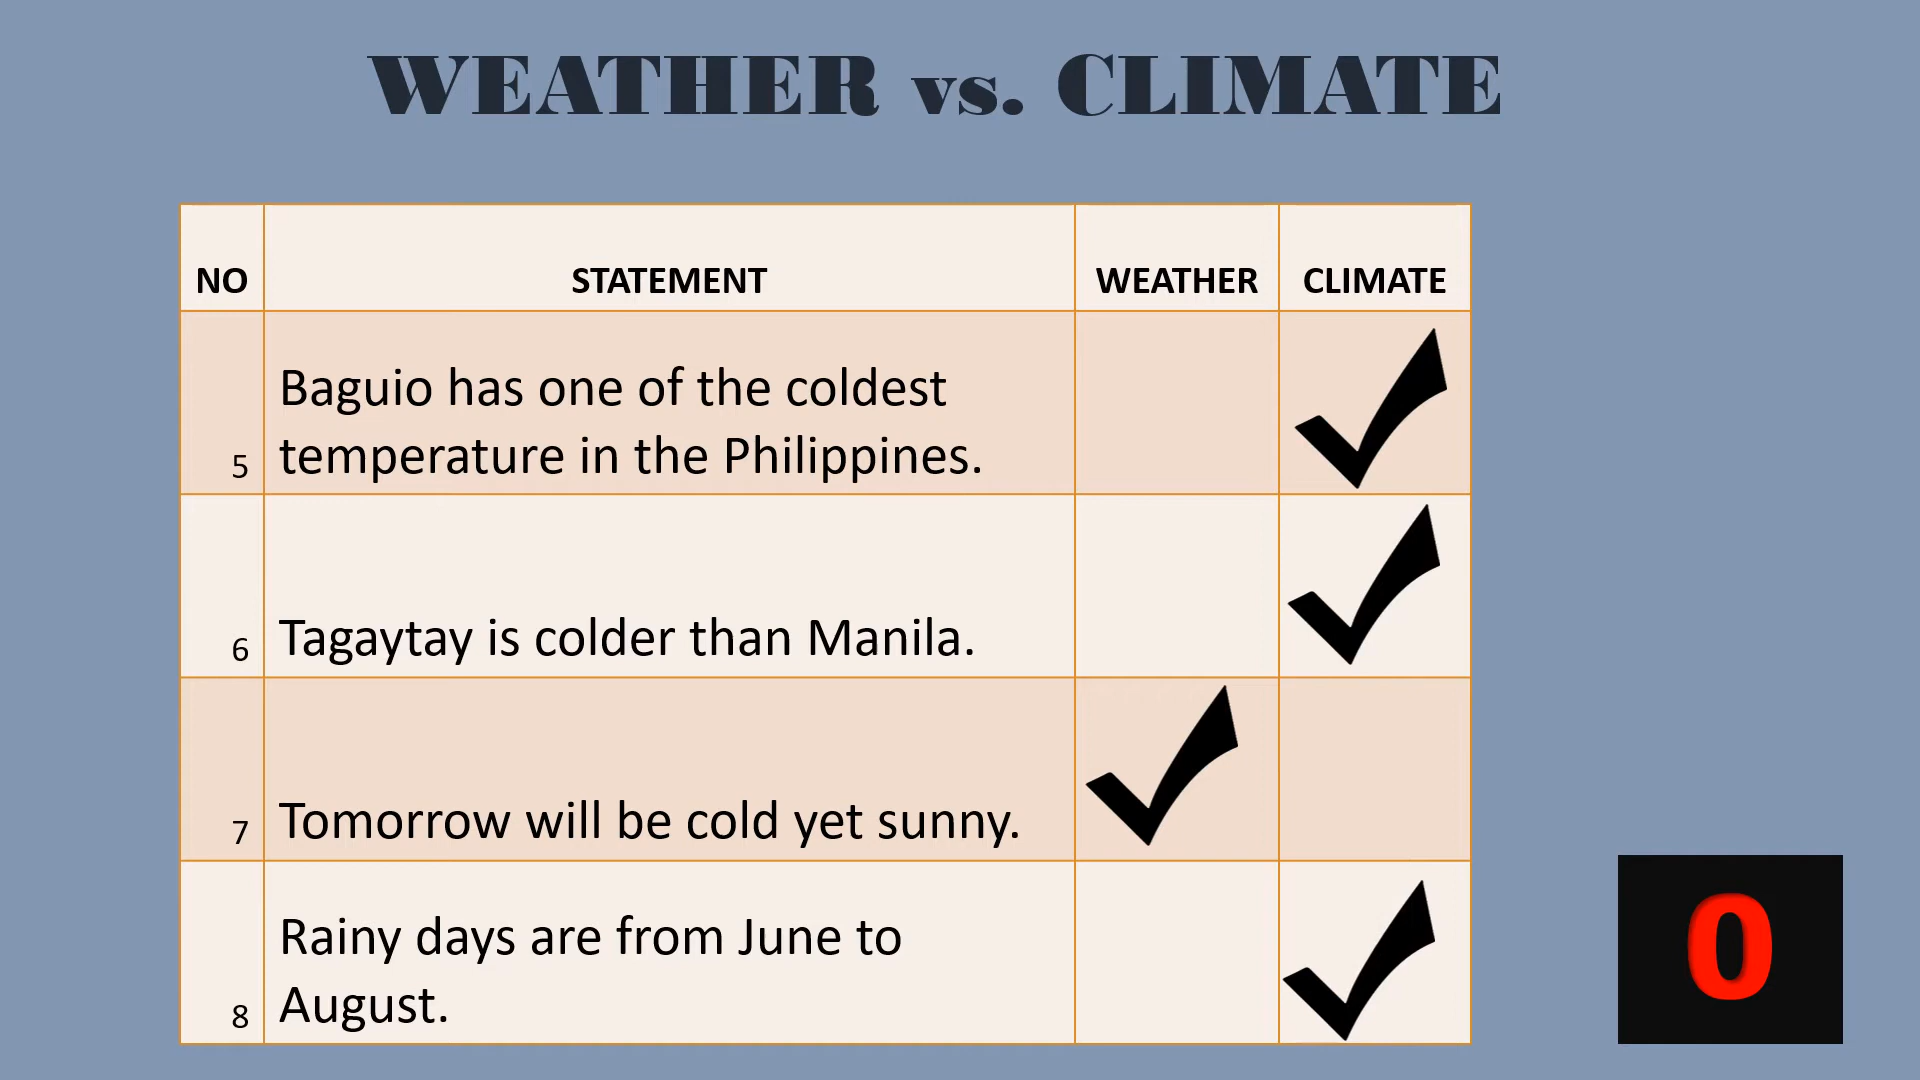 WEATHER vs. CLIMATE
NO STATEMENT WEATHER CLIMATE
Baguio has one of the coldest
5 temperature in the Philippines.
6 Tagaytay is colder than Manila.
7 Tomorrow will be cold yet sunny.
Rainy days are from June to
8 August.
0